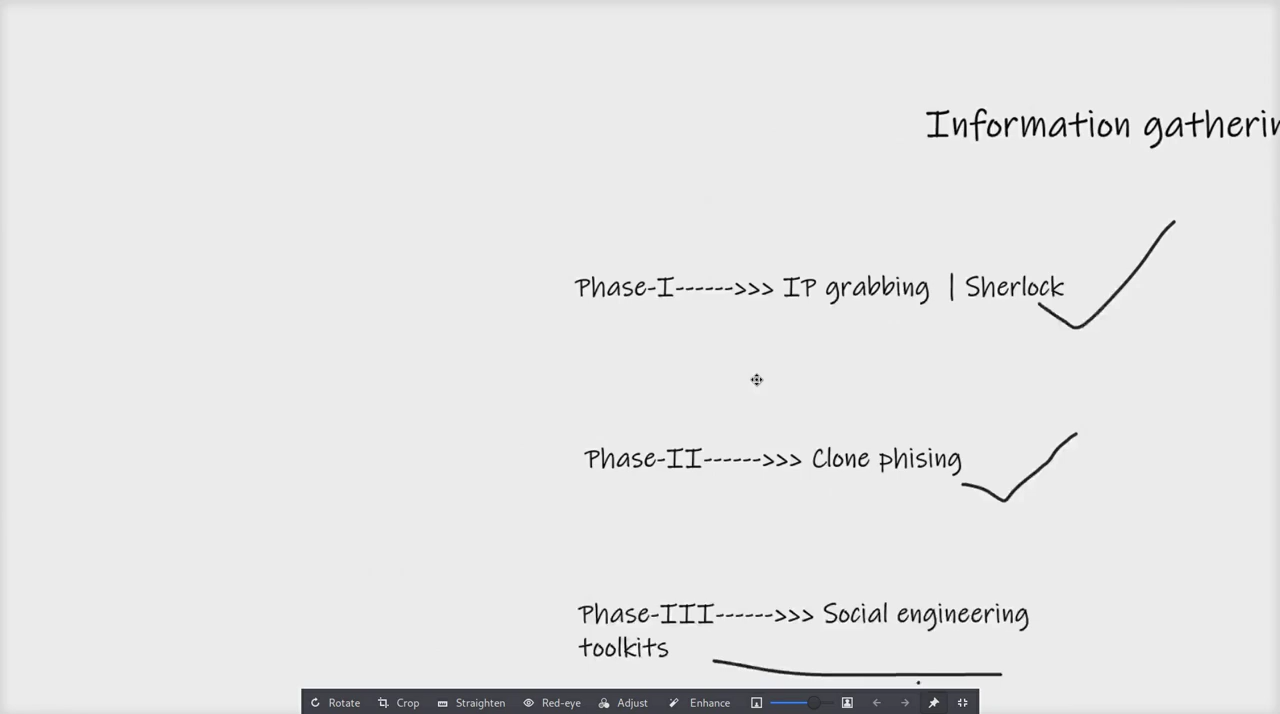 Information gatherin
Phase-I------>>> IP grabbing | Sherlock
Phase-II------>>> Clone phising
Phase-III------>>> Social engineering
toolkits
Rotate Crop Straighten Red-eye Adjust Enhance